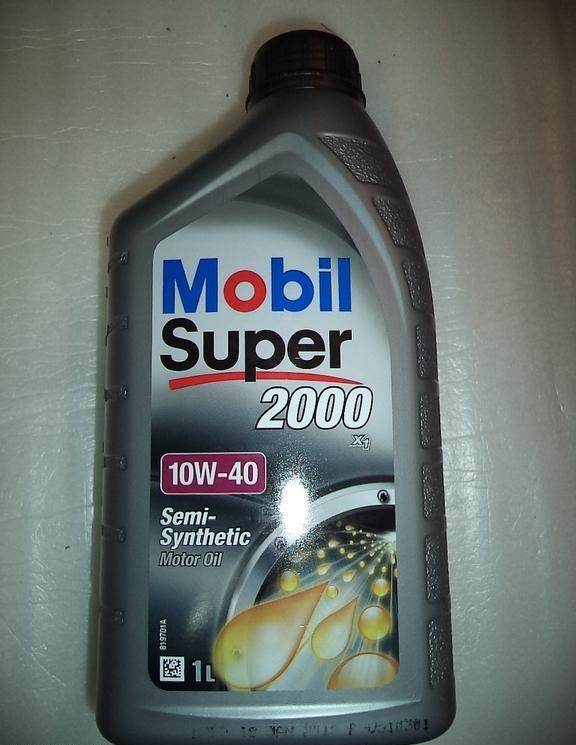 Mobil
Super
2000
x1
10W-40
Semi-
Synthetic
Motor Oil
819701A
1L